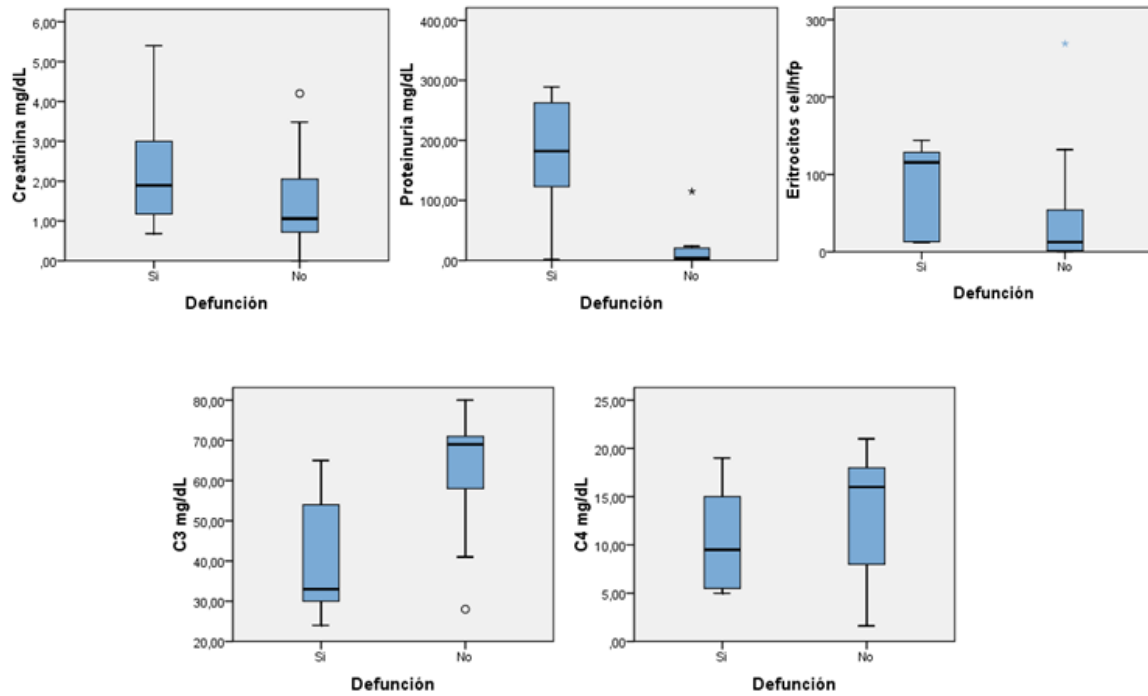 Creatinina mg/dL
6,00
5,00
4,00
3,00
2,00
1,00
,00
Si
No
Defunción
Proteinuria mg/dL
400,00
300,00
200,00
100,00
,00
Si
No
Defunción
Eritrocitos cel/hfp
300
200
100
0
Si
No
Defunción
C3 mg/dL
80,00
70,00
60,00
50,00
40,00
30,00
20,00
Si
No
Defunción
C4 mg/dL
25,00
20,00
15,00
10,00
5,00
,00
Si
No
Defunción